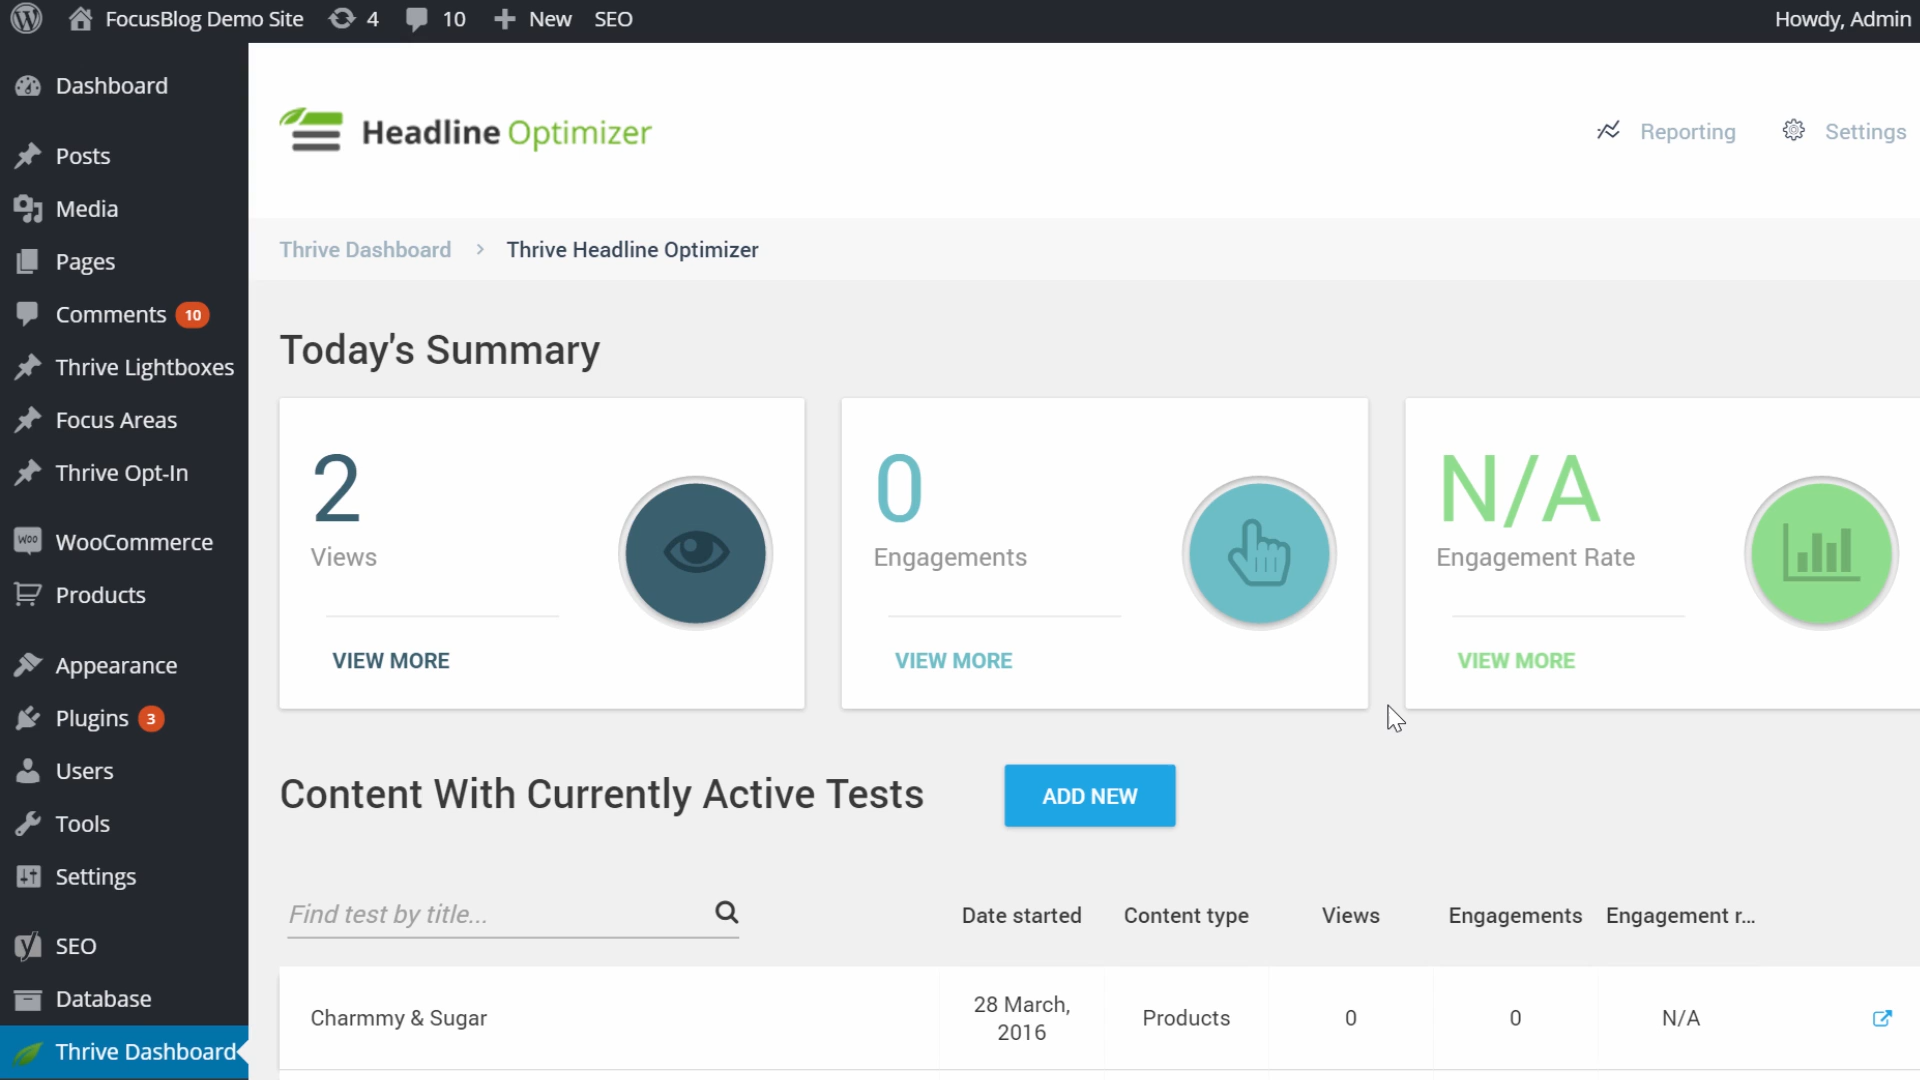 FocusBlog Demo Site 4 10 New SEO Howdy, Admin
Dashboard
Posts
Media
Pages
Comments 10
Thrive Lightboxes
Focus Areas
Thrive Opt-In
WooCommerce
Products
Appearance
Plugins 3
Users
Tools
Settings
SEO
Database
Thrive Dashboard
Headline Optimizer
Reporting Settings
Thrive Dashboard > Thrive Headline Optimizer
Today's Summary
2
Views
VIEW MORE
0
Engagements
VIEW MORE
N/A
Engagement Rate
VIEW MORE
Content With Currently Active Tests ADD NEW
Find test by title... Date started Content type Views Engagements Engagement r...
Charmmy & Sugar 28 March, 2016 Products 0 0 N/A